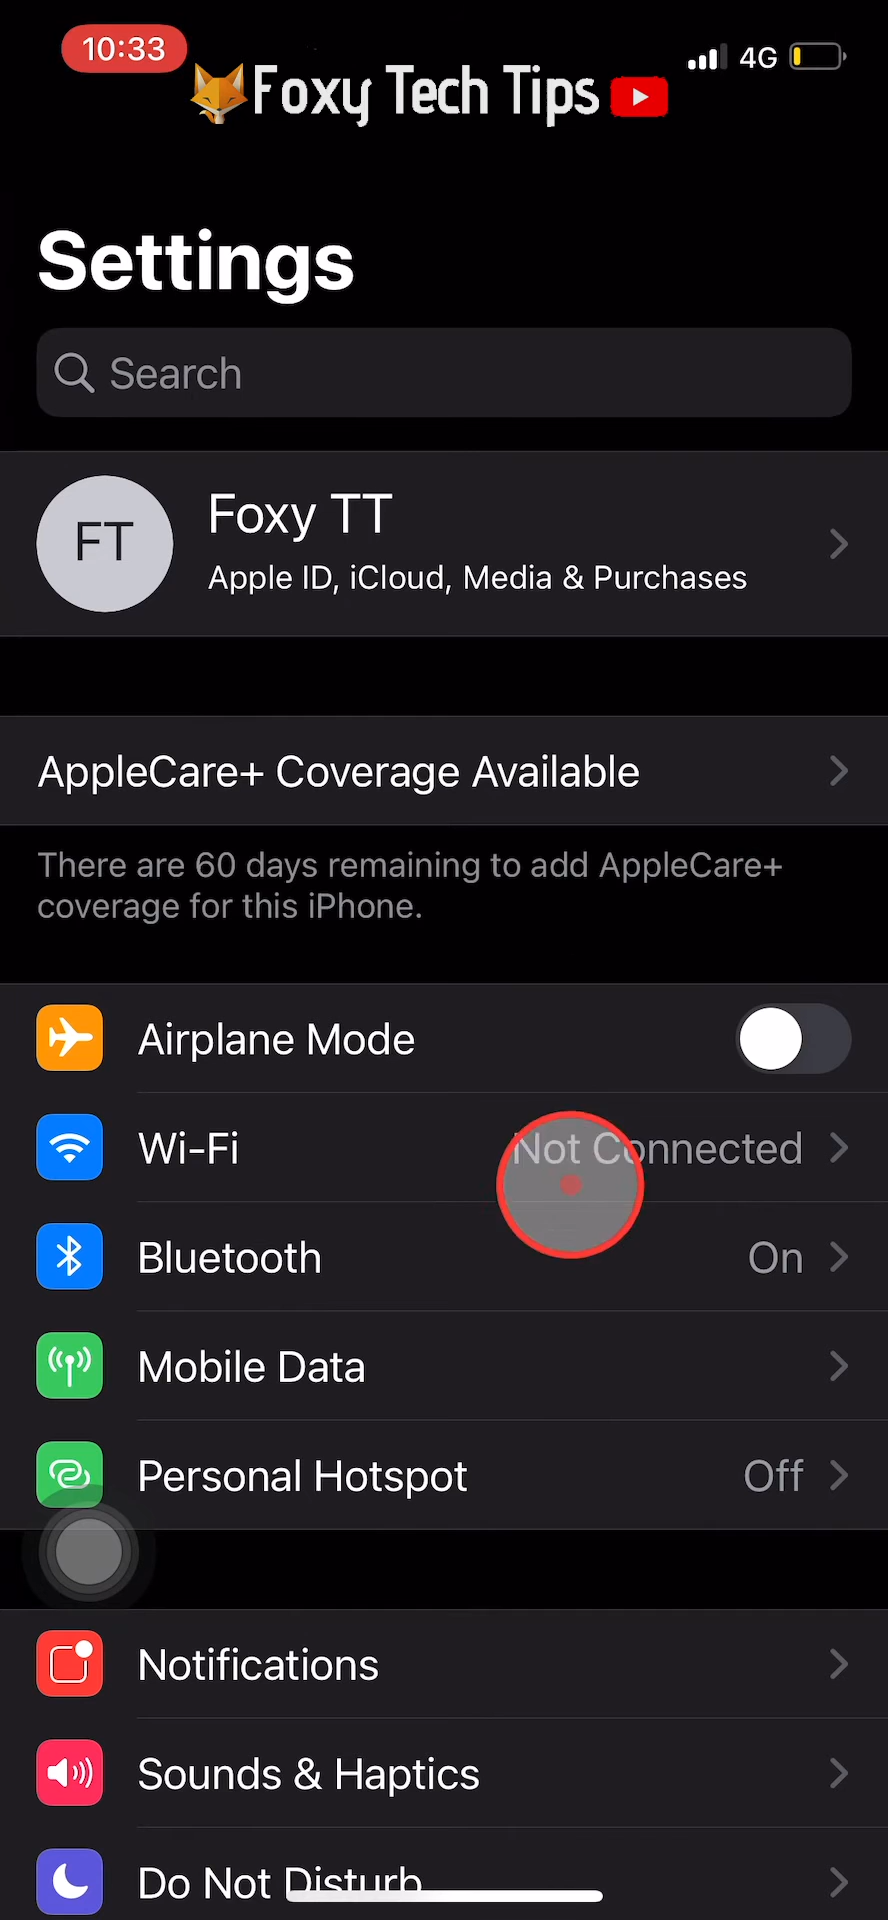 10:33
4G
Foxy Tech Tips
Settings
Search
FT
Foxy TT
Apple ID, iCloud, Media & Purchases
AppleCare+ Coverage Available
There are 60 days remaining to add AppleCare+
coverage for this iPhone.
Airplane Mode
Wi-Fi Not Connected
Bluetooth On
Mobile Data
Personal Hotspot Off
Notifications
Sounds & Haptics
Do Not Disturb